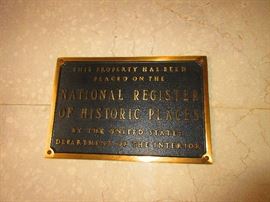 THIS PROPERTY HAS BEEN
PLACED ON THE
NATIONAL REGISTER
OF HISTORIC PLACES
BY THE UNITED STATES
DEPARTMENT OF THE INTERIOR